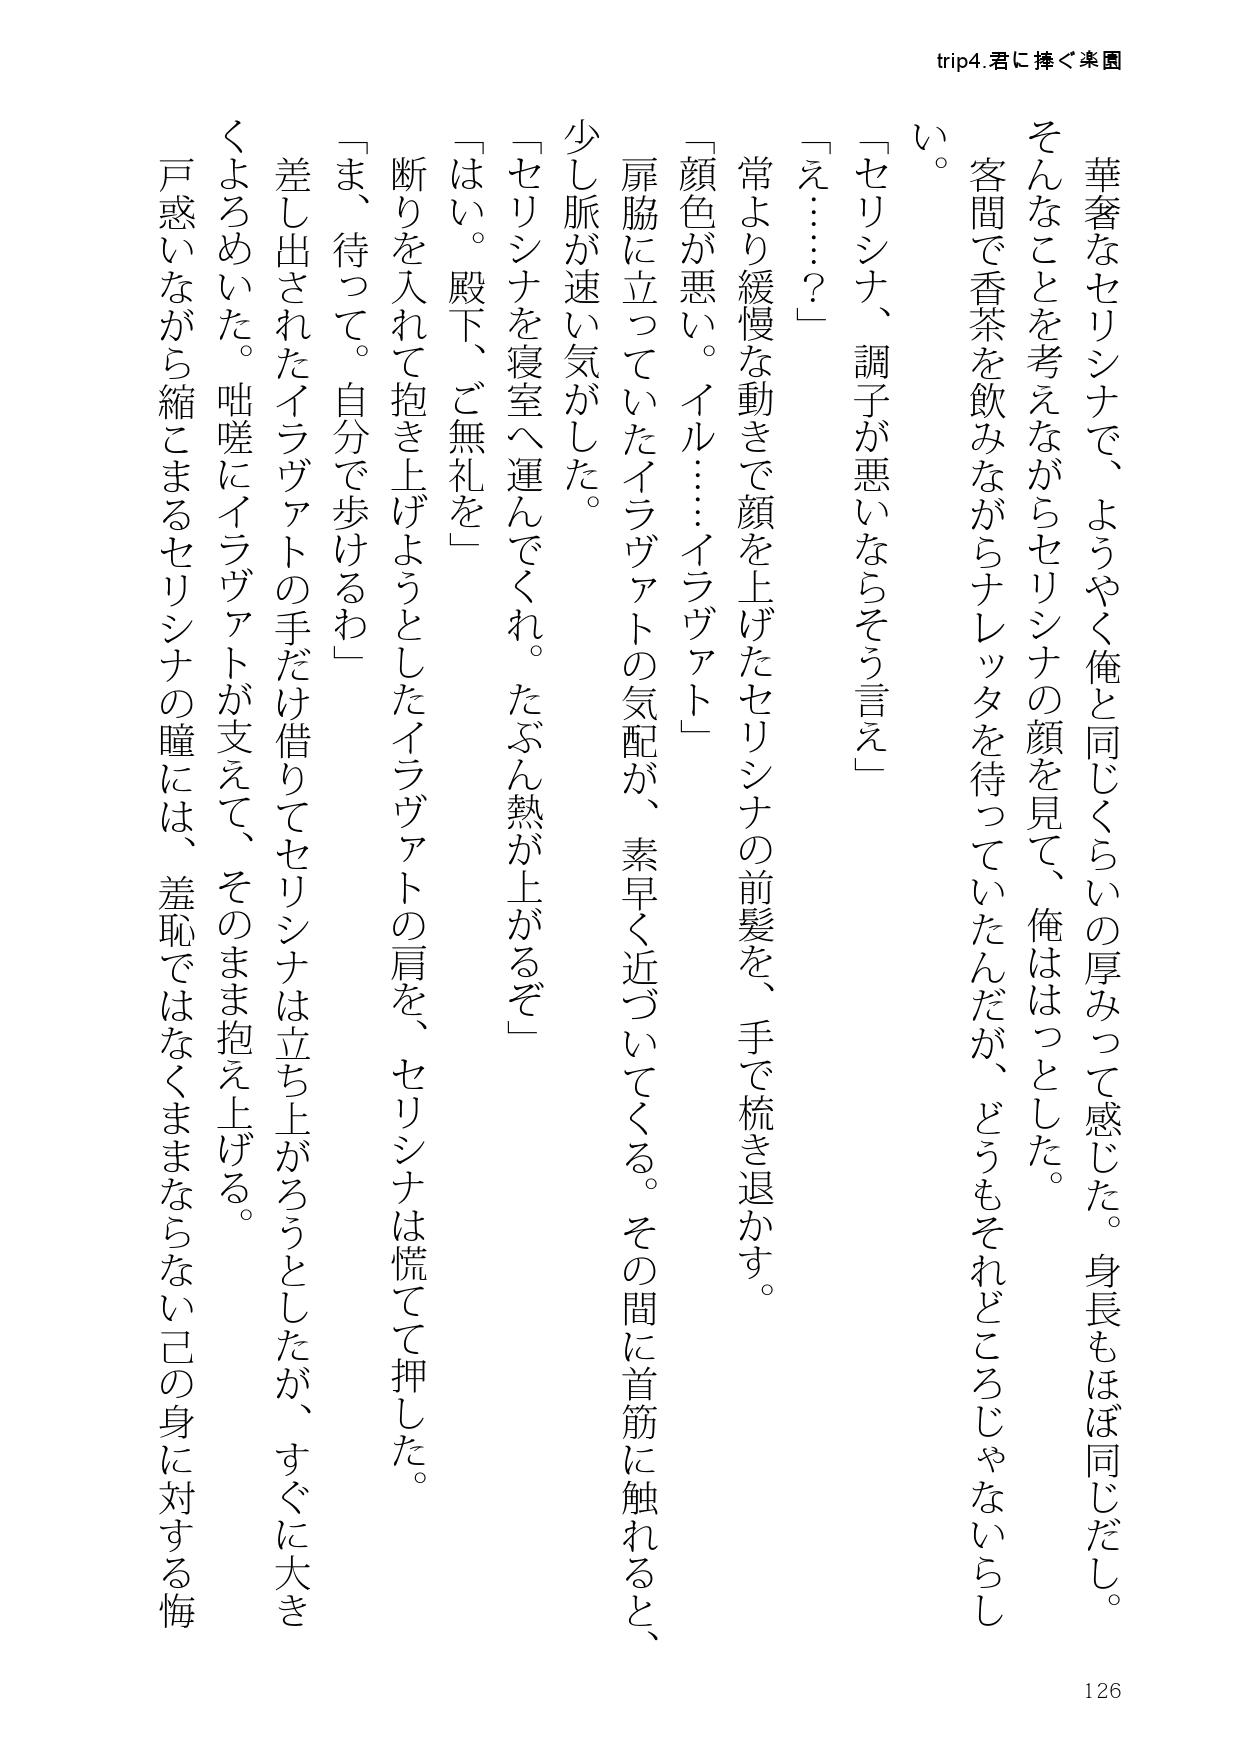 trip4.君に捧ぐ楽園
　華奢なセリシナで、ようやく俺と同じくらいの厚みって感じた。身長もほぼ同じだし。
そんなことを考えながらセリシナの顔を見て、俺ははっとした。
　客間で香茶を飲みながらナレッタを待っていたんだが、どうもそれどころじゃないらし
い。
「セリシナ、調子が悪いならそう言え」
「え……？」
　常より緩慢な動きで顔を上げたセリシナの前髪を、手で梳き退かす。
「顔色が悪い。イル……イラヴァト」
　扉脇に立っていたイラヴァトの気配が、素早く近づいてくる。その間に首筋に触れると、
少し脈が速い気がした。
「セリシナを寝室へ運んでくれ。たぶん熱が上がるぞ」
「はい。殿下、ご無礼を」
　断りを入れて抱き上げようとしたイラヴァトの肩を、セリシナは慌てて押した。
「ま、待って。自分で歩けるわ」
　差し出されたイラヴァトの手だけ借りてセリシナは立ち上がろうとしたが、すぐに大き
くよろめいた。咄嗟にイラヴァトが支えて、そのまま抱え上げる。
　戸惑いながら縮こまるセリシナの瞳には、羞恥ではなくままならない己の身に対する悔
126